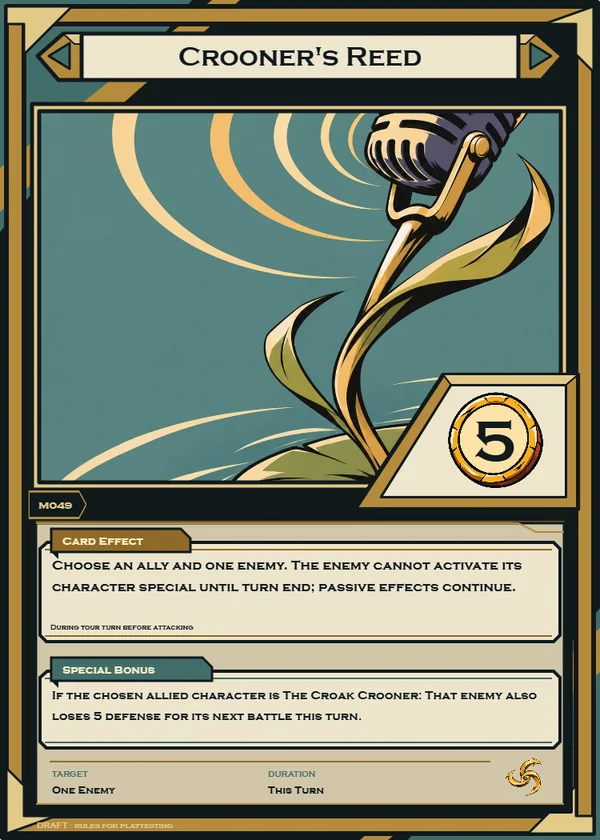 Crooner's Reed
5
M049
Card Effect
Choose an ally and one enemy. The enemy cannot activate its
character special until turn end; passive effects continue.
During your turn before attacking
Special Bonus
If the chosen allied character is The Croak Crooner: That enemy also
loses 5 defense for its next battle this turn.
Target
Duration
One Enemy
This Turn
DRAFT Rules for playtesting